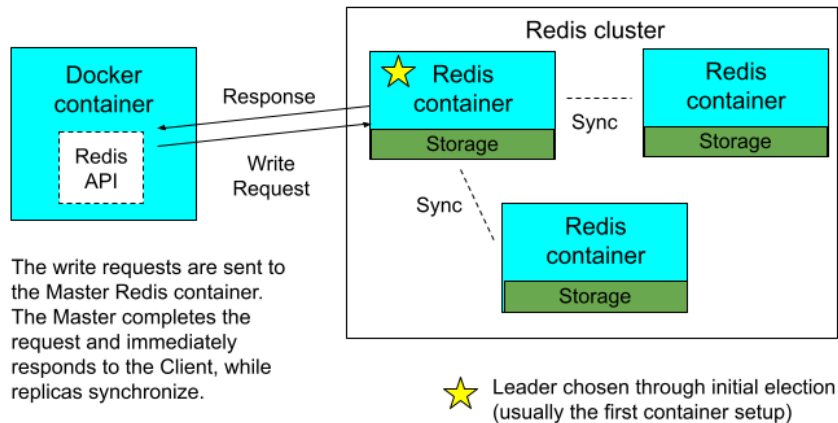 Redis cluster
Docker
container
Redis
API
Response
Write
Request
Redis
container
Storage
Sync
Redis
container
Storage
Sync
Redis
container
Storage
The write requests are sent to
the Master Redis container.
The Master completes the
request and immediately
responds to the Client, while
replicas synchronize.
Leader chosen through initial election
(usually the first container setup)